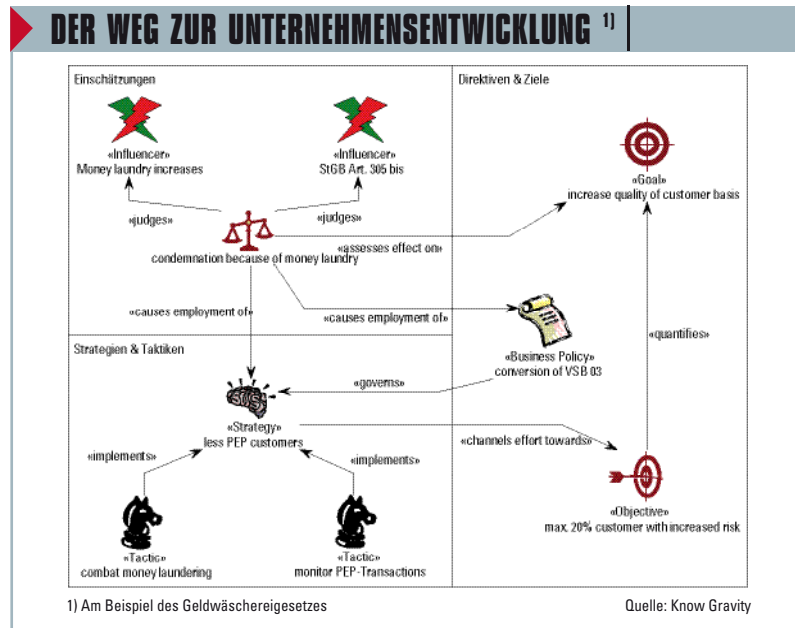 DER WEG ZUR UNTERNEHMENSENTWICKLUNG 1)
Einschätzungen
Direktiven & Ziele
«Influencer»
Money laundry increases
«Influencer»
StGB Art. 305 bis
«Goal»
increase quality of customer basis
«judges»
«judges»
«assesses effect on»
condemnation because of money laundry
«causes employment of»
«causes employment of»
«quantifies»
Strategien & Taktiken
«Business Policy»
conversion of VSB 03
«governs»
«Strategy»
less PEP customers
«channels effort towards»
«implements»
«implements»
«Objective»
max. 20% customer with increased risk
«Tactic»
combat money laundering
«Tactic»
monitor PEP-Transactions
1) Am Beispiel des Geldwäschereigesetzes
Quelle: Know Gravity